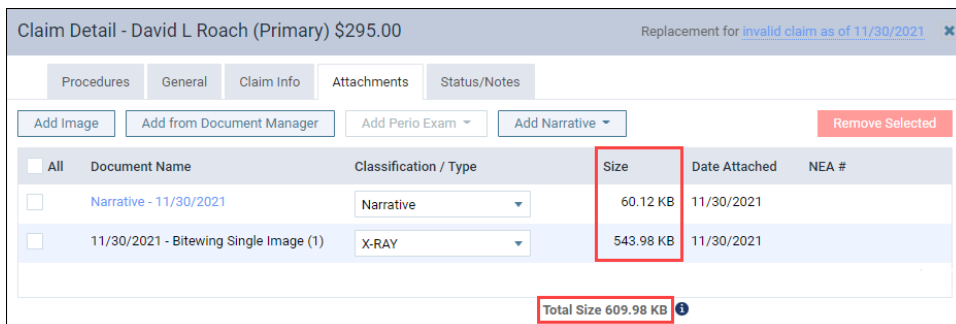 Claim Detail - David L Roach (Primary) $295.00 Replacement for invalid claim as of 11/30/2021
Procedures General Claim Info Attachments Status/Notes
Add Image Add from Document Manager Add Perio Exam Add Narrative Remove Selected
All Document Name Classification / Type Size Date Attached NEA #
Narrative - 11/30/2021 Narrative 60.12 KB 11/30/2021
11/30/2021 - Bitewing Single Image (1) X-RAY 543.98 KB 11/30/2021
Total Size 609.98 KB